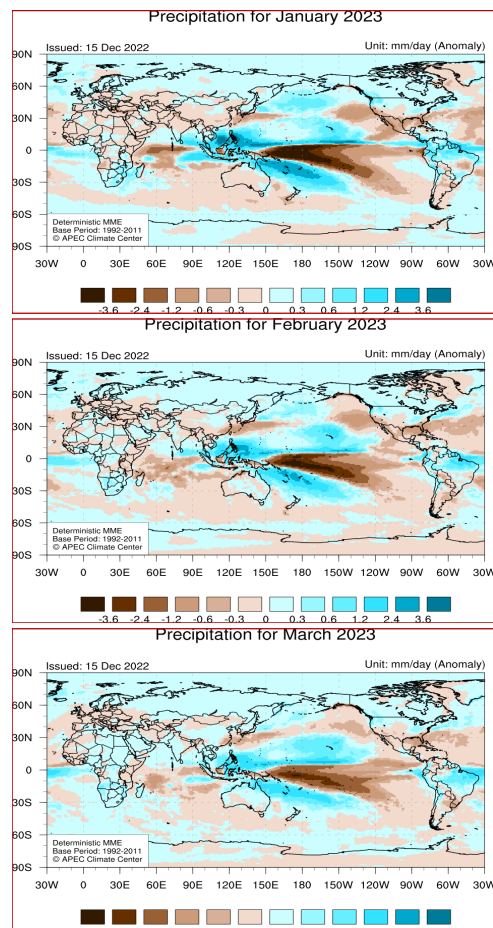 Precipitation for January 2023
Issued: 15 Dec 2022 Unit: mm/day (Anomaly)
90N
60N
30N
0
30S
60S
90S
Deterministic MME
Base Period: 1992-2011
© APEC Climate Center
30W 0 30E 60E 90E 120E 150E 180 150W 120W 90W 60W 30W
-3.6 -2.4 -1.2 -0.6 -0.3 0 0.3 0.6 1.2 2.4 3.6
Precipitation for February 2023
Issued: 15 Dec 2022 Unit: mm/day (Anomaly)
90N
60N
30N
0
30S
60S
90S
Deterministic MME
Base Period: 1992-2011
© APEC Climate Center
30W 0 30E 60E 90E 120E 150E 180 150W 120W 90W 60W 30W
-3.6 -2.4 -1.2 -0.6 -0.3 0 0.3 0.6 1.2 2.4 3.6
Precipitation for March 2023
Issued: 15 Dec 2022 Unit: mm/day (Anomaly)
90N
60N
30N
0
30S
60S
90S
Deterministic MME
Base Period: 1992-2011
© APEC Climate Center
30W 0 30E 60E 90E 120E 150E 180 150W 120W 90W 60W 30W